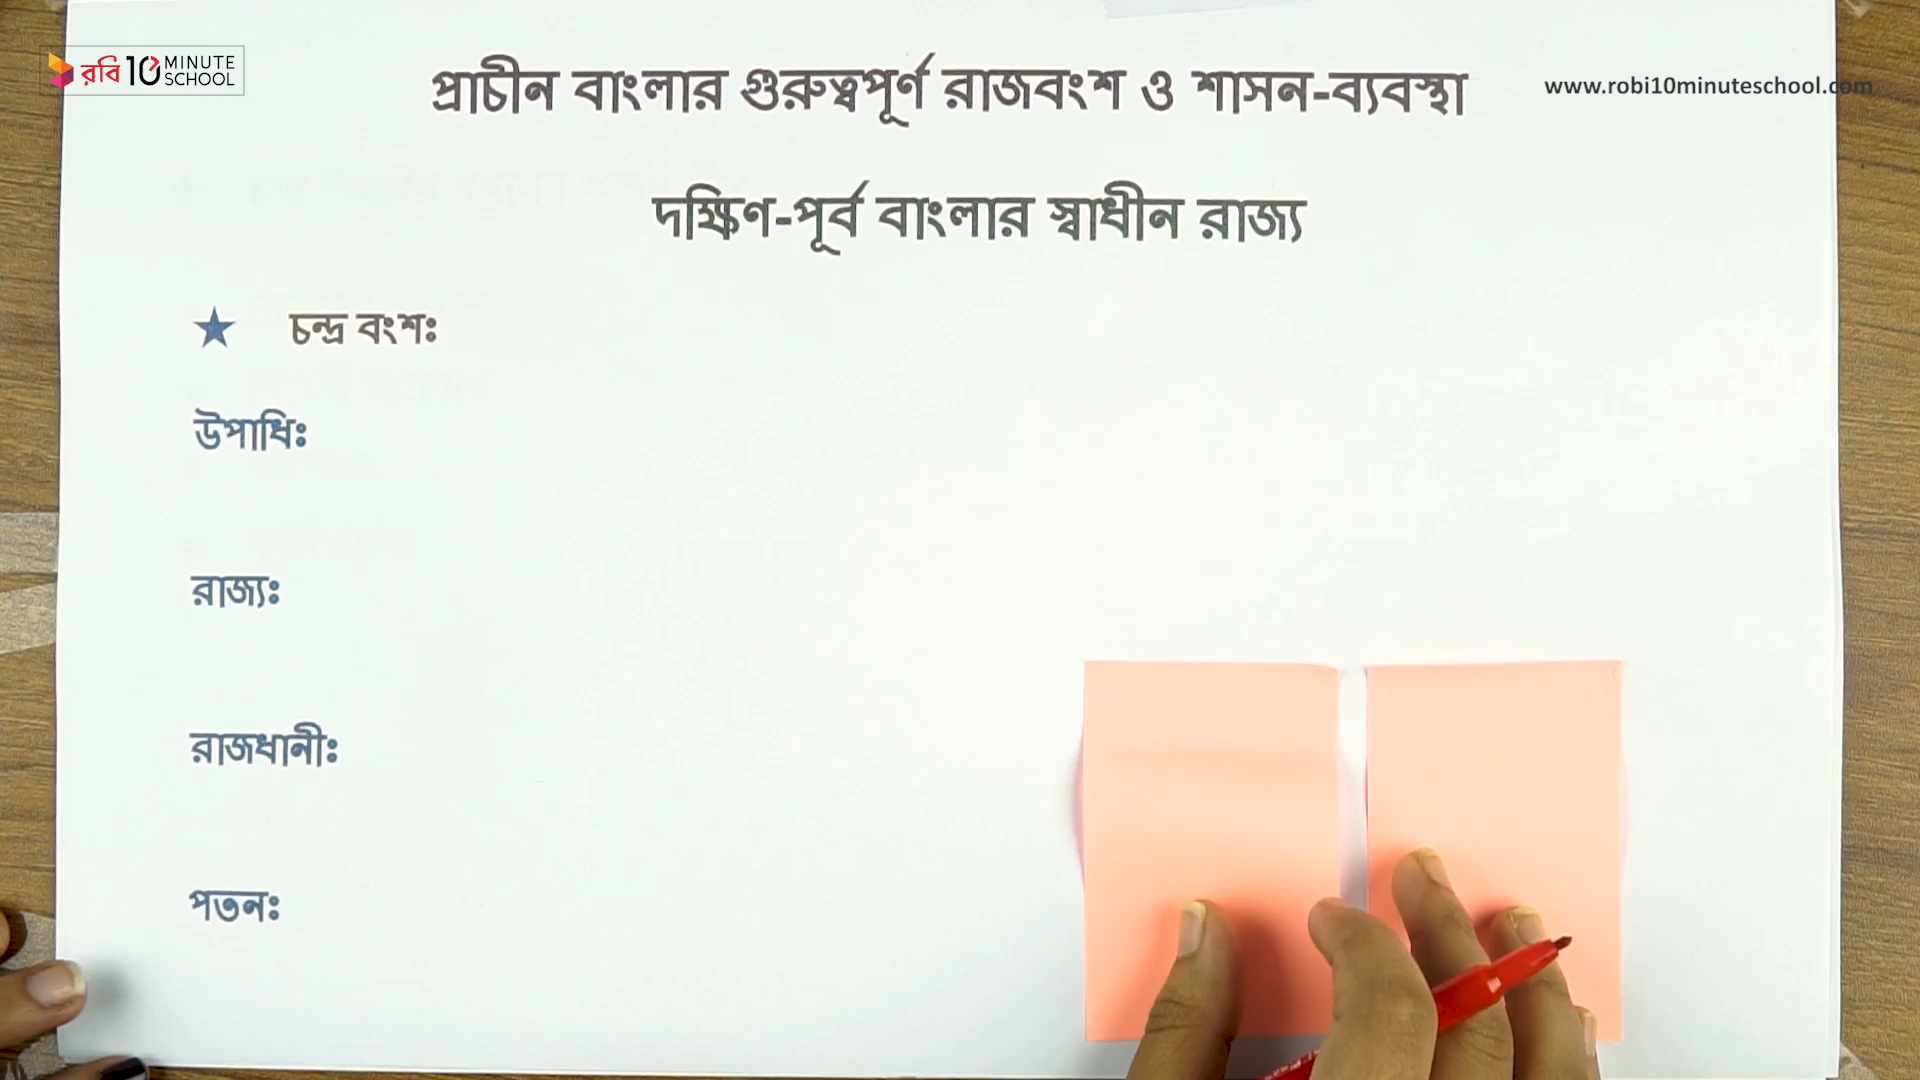 রবি 10 MINUTE SCHOOL
www.robi10minuteschool.com
প্রাচীন বাংলার গুরুত্বপূর্ণ রাজবংশ ও শাসন-ব্যবস্থা
দক্ষিণ-পূর্ব বাংলার স্বাধীন রাজ্য
★ চন্দ্র বংশঃ
উপাধিঃ
রাজ্যঃ
রাজধানীঃ
পতনঃ